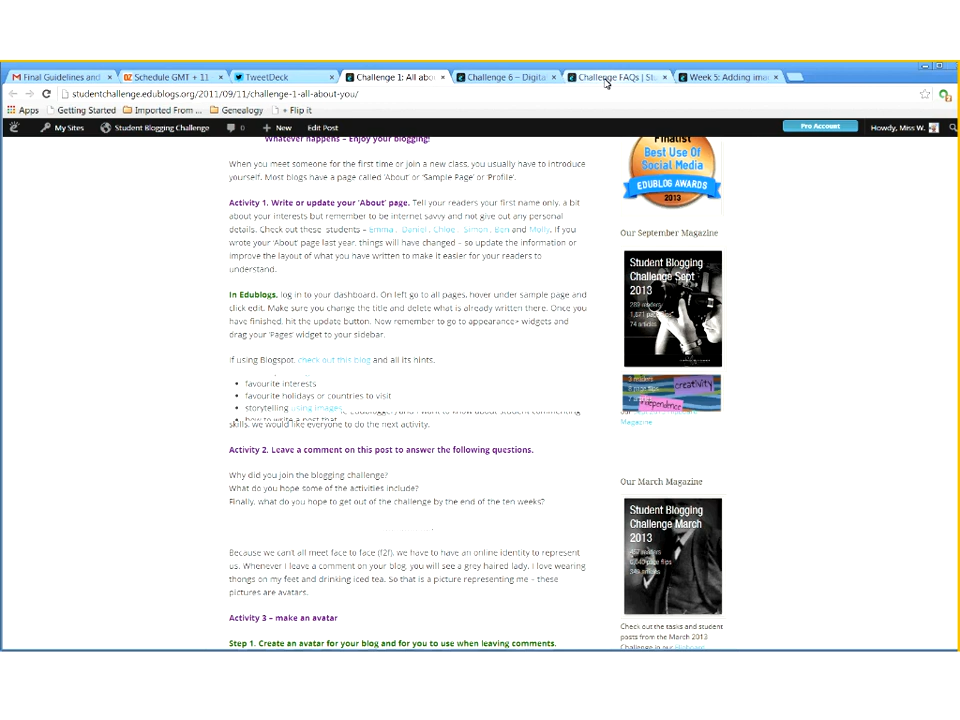 Final Guidelines and
Schedule GMT + 11
TweetDeck
Challenge 1: All abo
Challenge 6 – Digita
Challenge FAQs | St
Week 5: Adding ima
studentchallenge.edublogs.org/2011/09/11/challenge-1-all-about-you/
Apps Getting Started Imported From ... Genealogy + Flip it
My Sites Student Blogging Challenge 0 + New Edit Post Pro Account Howdy, Miss W.
Whatever happens – Enjoy your blogging!
When you meet someone for the first time or join a new class, you usually have to introduce
yourself. Most blogs have a page called 'About' or 'Sample Page' or 'Profile'.
Activity 1. Write or update your 'About' page. Tell your readers your first name only, a bit
about your interests but remember to be internet savvy and not give out any personal
details. Check out these students – Emma, Daniel, Chloe, Simon, Ben and Molly. If you
wrote your 'About' page last year, things will have changed – so update the information or
improve the layout of what you have written to make it easier for your readers to
understand.
In Edublogs, log in to your dashboard. On left go to all pages, hover under sample page and
click edit. Make sure you change the title and delete what is already written there. Once you
have finished, hit the update button. Now remember to go to appearance> widgets and
drag your 'Pages' widget to your sidebar.
If using Blogspot, check out this blog and all its hints.
• favourite interests
• favourite holidays or countries to visit
• storytelling using images
• how to write a post that
skills, we would like everyone to do the next activity.
Activity 2. Leave a comment on this post to answer the following questions.
Why did you join the blogging challenge?
What do you hope some of the activities include?
Finally, what do you hope to get out of the challenge by the end of the ten weeks?
Because we can't all meet face to face (f2f), we have to have an online identity to represent
us. Whenever I leave a comment on your blog, you will see a grey haired lady. I love wearing
thongs on my feet and drinking iced tea. So that is a picture representing me – these
pictures are avatars.
Activity 3 – make an avatar
Step 1. Create an avatar for your blog and for you to use when leaving comments.
Finalist
Best Use Of
Social Media
EDUBLOG AWARDS
2013
Our September Magazine
Student Blogging
Challenge Sept
2013
74 articles
creativity
independence
Magazine
Our March Magazine
Student Blogging
Challenge March
2013
Check out the tasks and student
posts from the March 2013